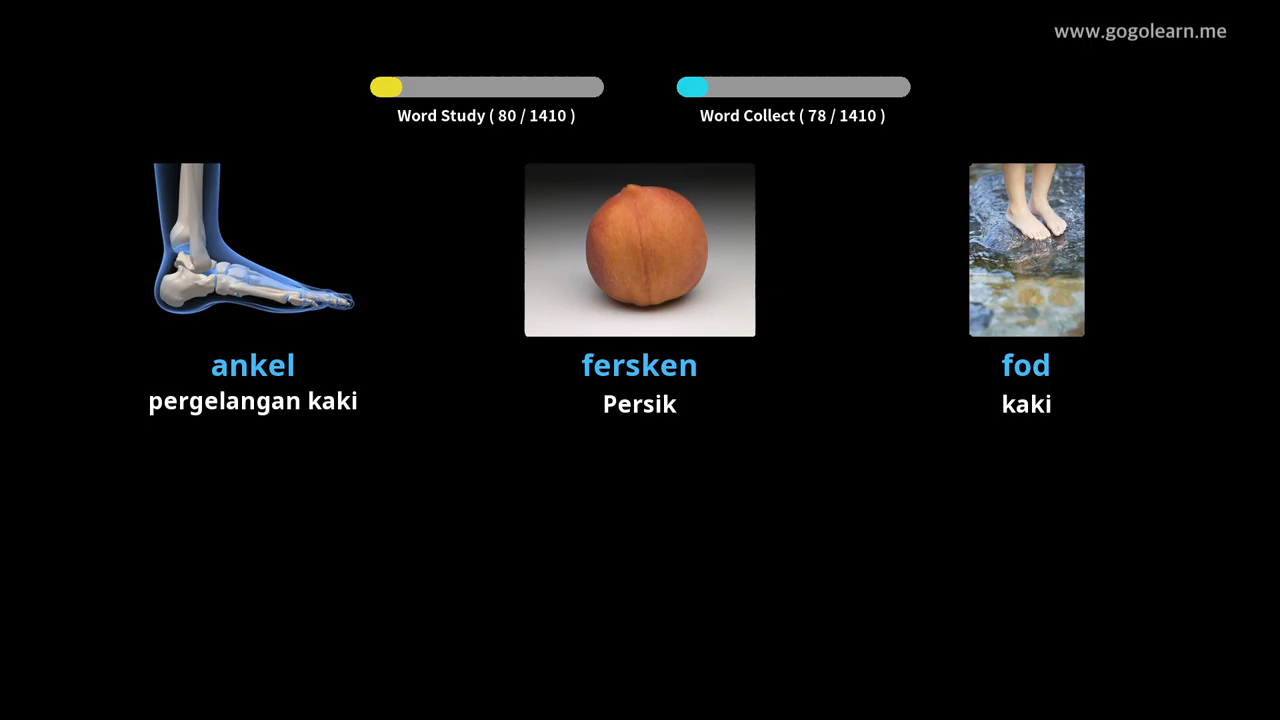 www.gogolearn.me
Word Study ( 80 / 1410 )
Word Collect ( 78 / 1410 )
ankel
pergelangan kaki
fersken
Persik
fod
kaki